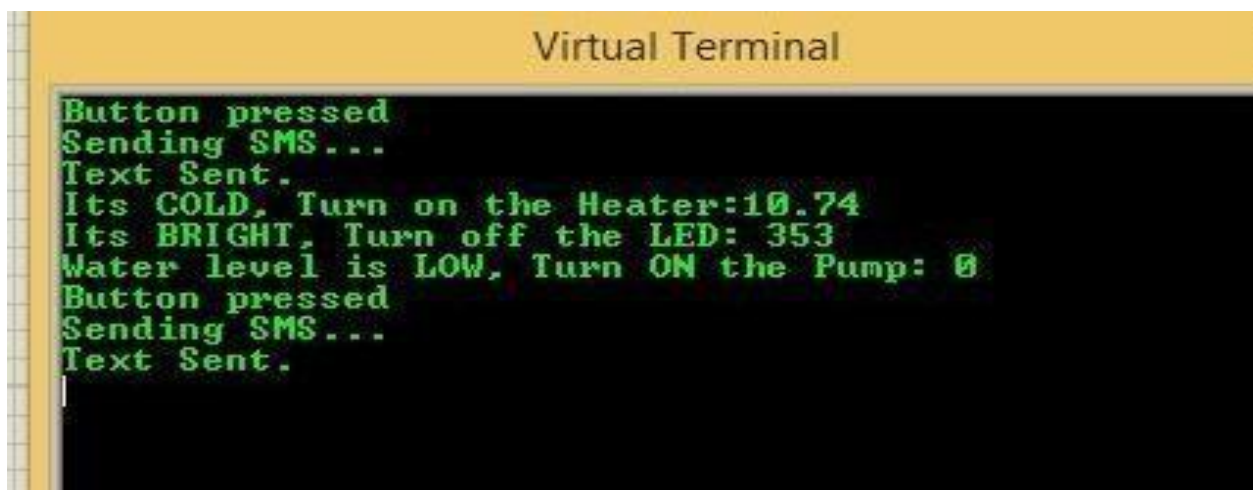 Virtual Terminal
Button pressed
Sending SMS...
Text Sent.
Its COLD, Turn on the Heater:10.74
Its BRIGHT, Turn off the LED: 353
Water level is LOW, Turn ON the Pump: 0
Button pressed
Sending SMS...
Text Sent.